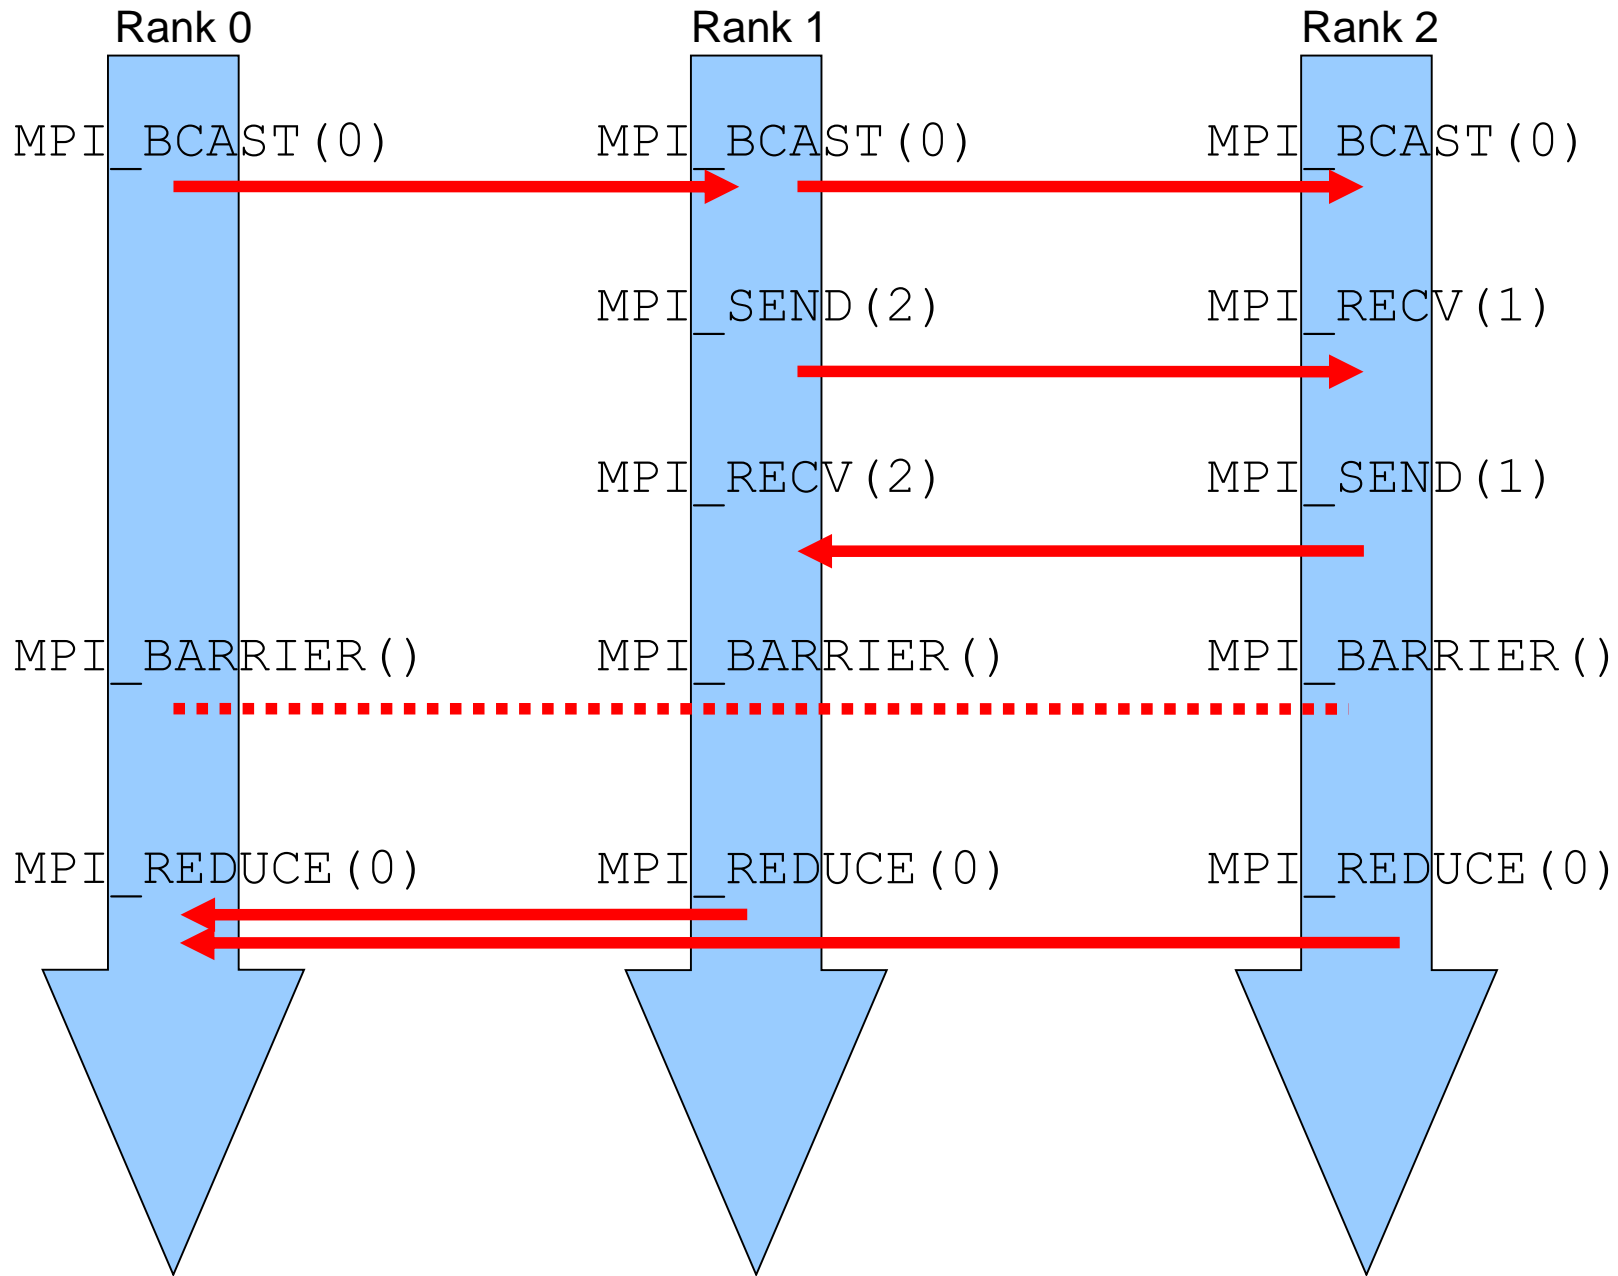 Rank 0 Rank 1 Rank 2
MPI_BCAST(0) MPI_BCAST(0) MPI_BCAST(0)
MPI_SEND(2) MPI_RECV(1)
MPI_RECV(2) MPI_SEND(1)
MPI_BARRIER() MPI_BARRIER() MPI_BARRIER()
MPI_REDUCE(0) MPI_REDUCE(0) MPI_REDUCE(0)